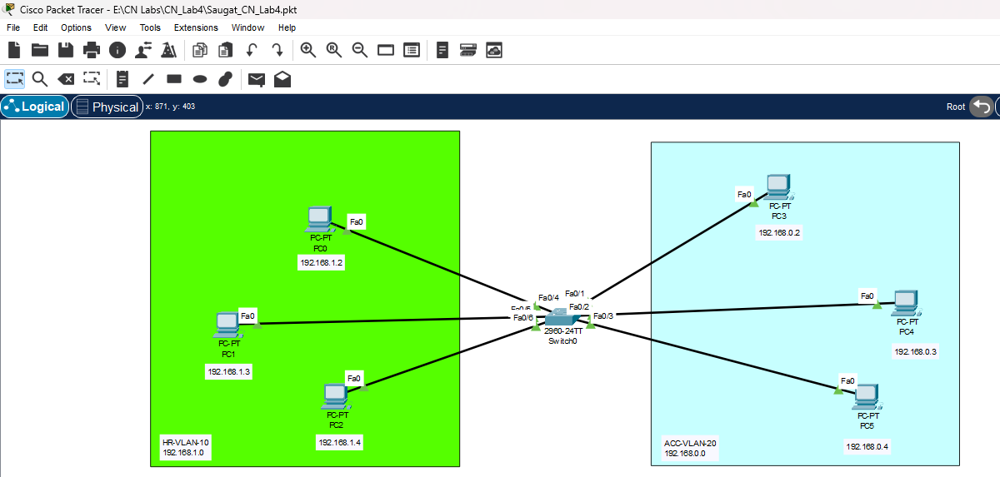 Cisco Packet Tracer - E:\CN Labs\CN_Lab4\Saugat_CN_Lab4.pkt
File Edit Options View Tools Extensions Window Help
Logical Physical x: 871, y: 403 Root
Fa0
PC-PT
PC0
192.168.1.2
Fa0
PC-PT
PC1
192.168.1.3
Fa0
PC-PT
PC2
192.168.1.4
HR-VLAN-10
192.168.1.0
Fa0/4
Fa0/1
Fa0/2
Fa0/5
Fa0/6
Fa0/3
2960-24TT
Switch0
Fa0
PC-PT
PC3
192.168.0.2
Fa0
PC-PT
PC4
192.168.0.3
Fa0
PC-PT
PC5
192.168.0.4
ACC-VLAN-20
192.168.0.0